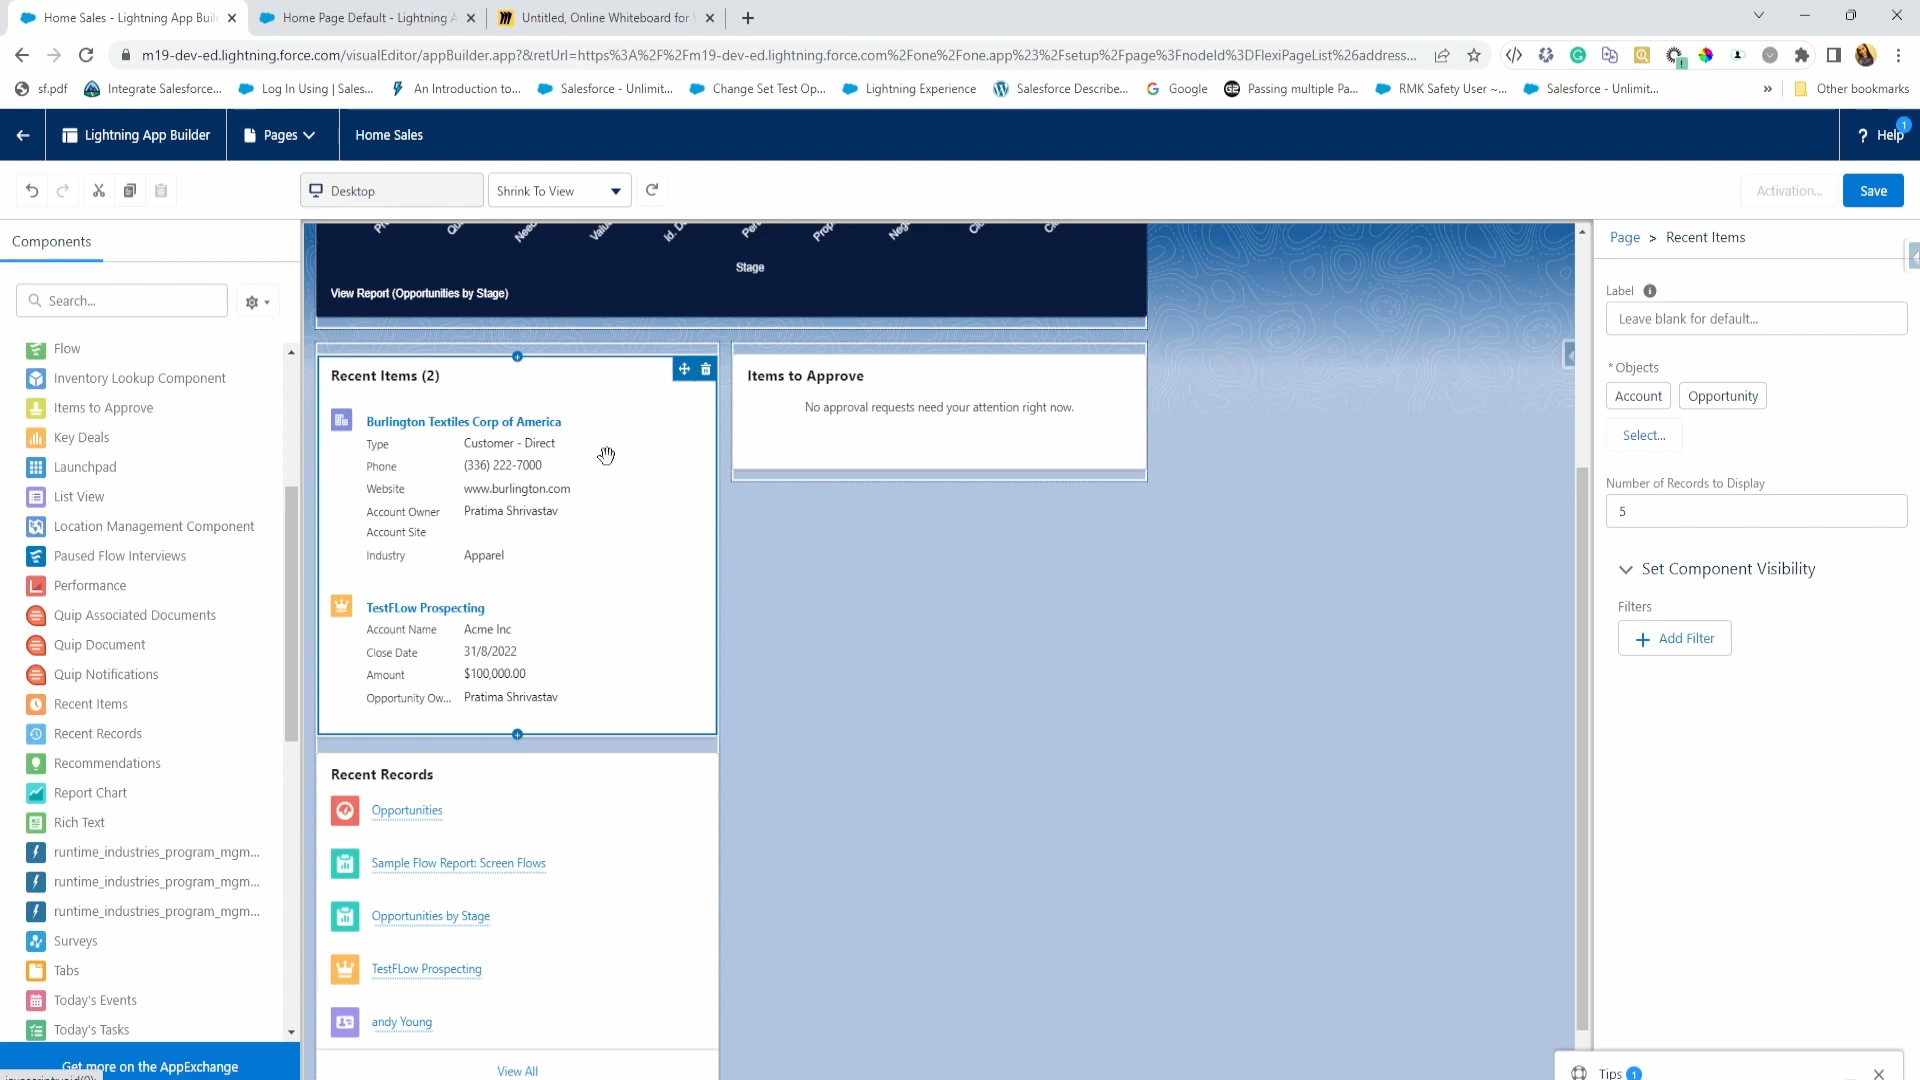 Home Sales - Lightning App Buil
Home Page Default - Lightning A
Untitled, Online Whiteboard for
m19-dev-ed.lightning.force.com/visualEditor/appBuilder.app?&retUrl=https%3A%2F%2Fm19-dev-ed.lightning.force.com%2Fone%2Fone.app%23%2Fsetup%2Fpage%3FnodeId%3DFlexiPageList%26address...
sf.pdf
Integrate Salesforce...
Log In Using | Sales...
An Introduction to...
Salesforce - Unlimit...
Change Set Test Op...
Lightning Experience
Salesforce Describe...
Google
Passing multiple Pa...
RMK Safety User ~...
Salesforce - Unlimit...
»
Other bookmarks
Lightning App Builder
Pages
Home Sales
? Help
1
Desktop
Shrink To View
Activation...
Save
Components
Search...
Flow
Inventory Lookup Component
Items to Approve
Key Deals
Launchpad
List View
Location Management Component
Paused Flow Interviews
Performance
Quip Associated Documents
Quip Document
Quip Notifications
Recent Items
Recent Records
Recommendations
Report Chart
Rich Text
runtime_industries_program_mgm...
runtime_industries_program_mgm...
runtime_industries_program_mgm...
Surveys
Tabs
Today's Events
Today's Tasks
Get more on the AppExchange
Stage
View Report (Opportunities by Stage)
Recent Items (2)
Burlington Textiles Corp of America
Type Customer - Direct
Phone (336) 222-7000
Website www.burlington.com
Account Owner Pratima Shrivastav
Account Site
Industry Apparel
TestFLow Prospecting
Account Name Acme Inc
Close Date 31/8/2022
Amount $100,000.00
Opportunity Ow... Pratima Shrivastav
Recent Records
Opportunities
Sample Flow Report: Screen Flows
Opportunities by Stage
TestFLow Prospecting
andy Young
View All
Items to Approve
No approval requests need your attention right now.
Page > Recent Items
Label
Leave blank for default...
* Objects
Account
Opportunity
Select...
Number of Records to Display
5
Set Component Visibility
Filters
+ Add Filter
Tips 1